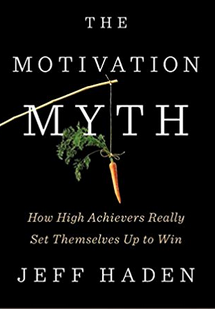 THE
MOTIVATION
MYTH
How High Achievers Really
Set Themselves Up to Win
JEFF HADEN